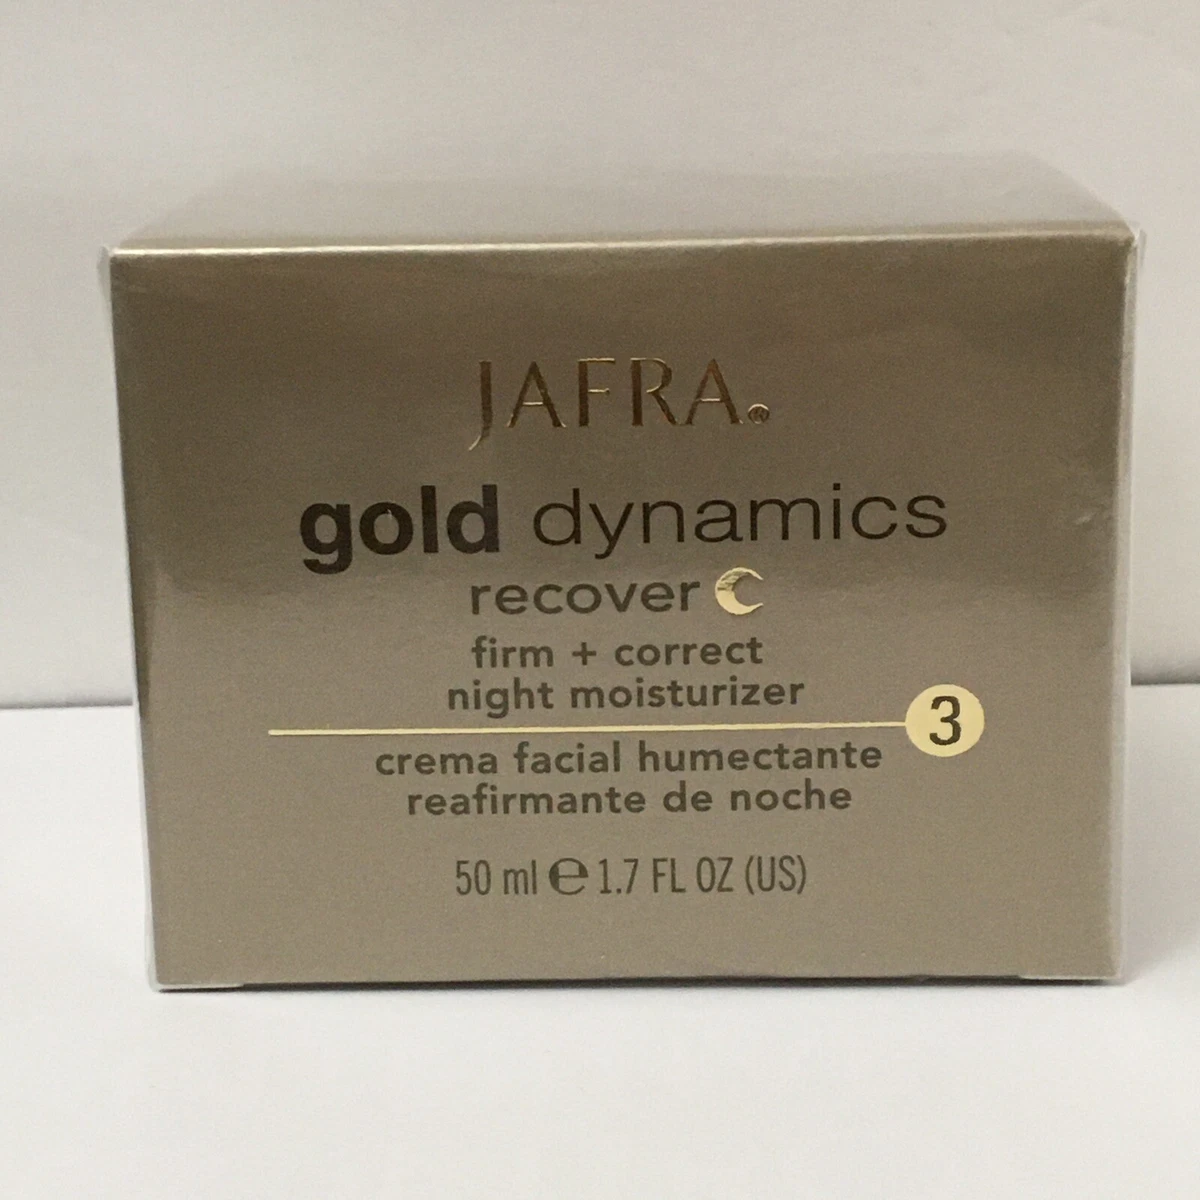 JAFRA®
gold dynamics
recover
firm + correct
night moisturizer
3
crema facial humectante
reafirmante de noche
50 ml ℮ 1.7 FL OZ (US)